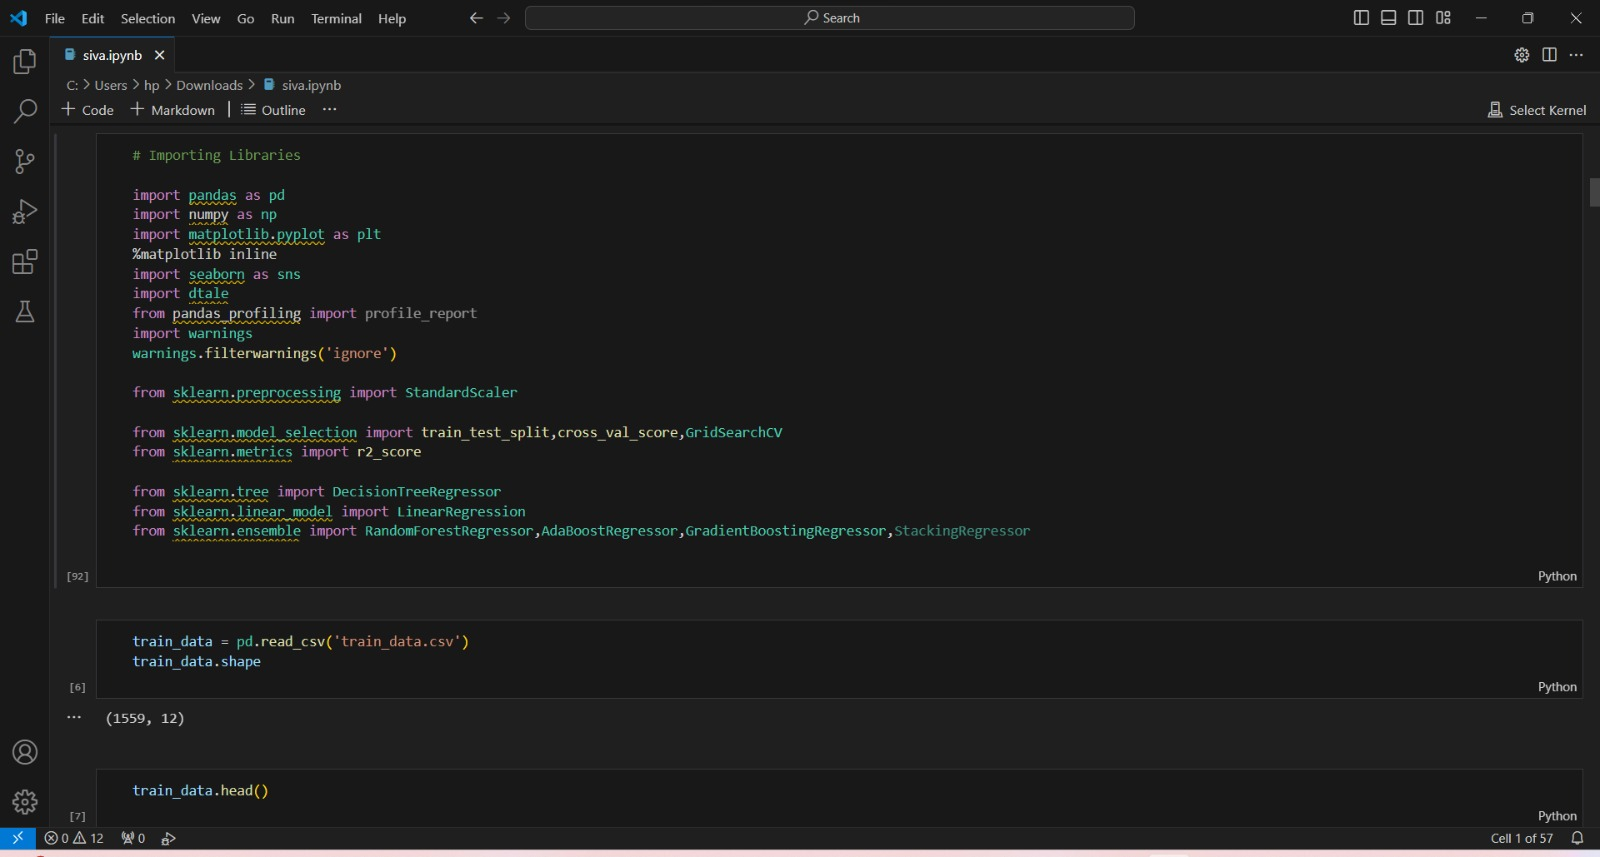 File Edit Selection View Go Run Terminal Help
Search
siva.ipynb
C: > Users > hp > Downloads > siva.ipynb
+ Code + Markdown | Outline ...
Select Kernel
# Importing Libraries
import pandas as pd
import numpy as np
import matplotlib.pyplot as plt
%matplotlib inline
import seaborn as sns
import dtale
from pandas_profiling import profile_report
import warnings
warnings.filterwarnings('ignore')
from sklearn.preprocessing import StandardScaler
from sklearn.model_selection import train_test_split,cross_val_score,GridSearchCV
from sklearn.metrics import r2_score
from sklearn.tree import DecisionTreeRegressor
from sklearn.linear_model import LinearRegression
from sklearn.ensemble import RandomForestRegressor,AdaBoostRegressor,GradientBoostingRegressor,StackingRegressor
[92]
Python
train_data = pd.read_csv('train_data.csv')
train_data.shape
[6]
Python
... (1559, 12)
train_data.head()
[7]
Python
0 12 0
Cell 1 of 57